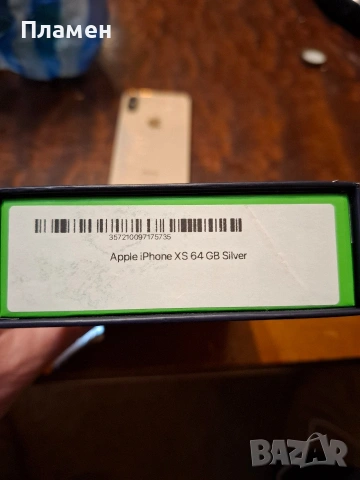 Пламен
357210097175735
Apple iPhone XS 64 GB Silver
BAZAR